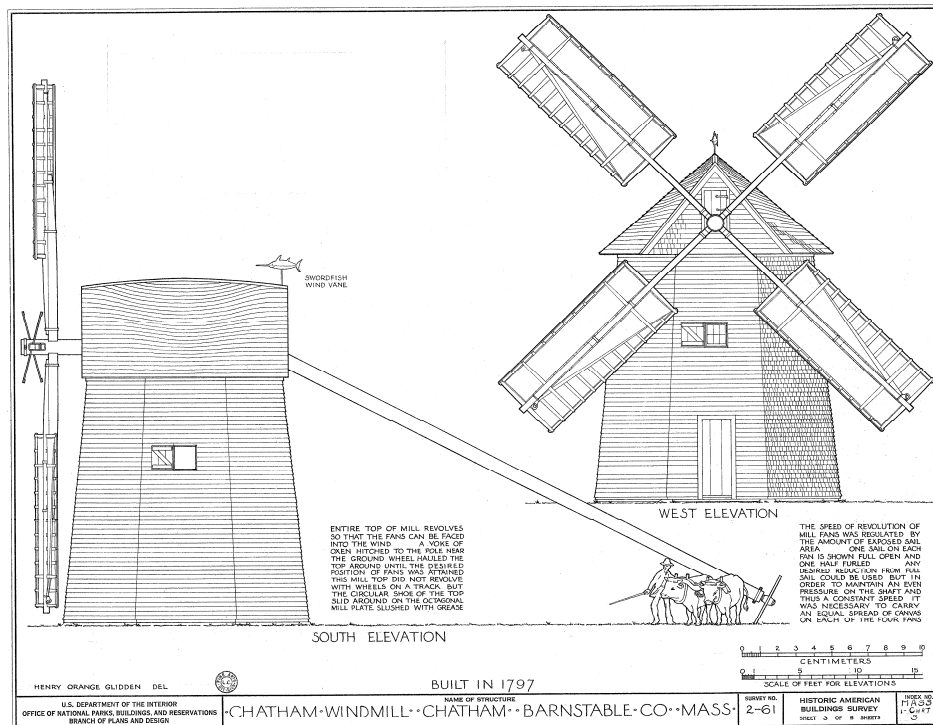 SWORDFISH
WIND VANE
WEST ELEVATION
ENTIRE TOP OF MILL REVOLVES
SO THAT THE FANS CAN BE FACED
INTO THE WIND A YOKE OF
OXEN HITCHED TO THE POLE NEAR
THE GROUND WHEEL HAULED THE
TOP AROUND UNTIL THE DESIRED
POSITION OF FANS WAS ATTAINED
THIS MILL TOP DID NOT REVOLVE
WITH WHEELS ON A TRACK, BUT
THE CIRCULAR SHOE OF THE TOP
SLID AROUND ON THE OCTAGONAL
MILL PLATE SLUSHED WITH GREASE
THE SPEED OF REVOLUTION OF
MILL FANS WAS REGULATED BY
THE AMOUNT OF EXPOSED SAIL
AREA ONE SAIL ON EACH
FAN IS SHOWN FULL OPEN AND
ONE HALF FURLED ANY
DESIRED REDUCTION FROM FULL
SAIL COULD BE USED BUT IN
ORDER TO MAINTAIN AN EVEN
PRESSURE ON THE SHAFT AND
THUS A CONSTANT SPEED IT
WAS NECESSARY TO CARRY
AN EQUAL SPREAD OF CANVAS
ON EACH OF THE FOUR FANS
SOUTH ELEVATION
0 1 2 3 4 5 6 7 8 9 10
CENTIMETERS
0 1 5 10 15
SCALE OF FEET FOR ELEVATIONS
HENRY ORANGE GLIDDEN DEL
BUILT IN 1797
U.S. DEPARTMENT OF THE INTERIOR
OFFICE OF NATIONAL PARKS, BUILDINGS, AND RESERVATIONS
BRANCH OF PLANS AND DESIGN
NAME OF STRUCTURE
·CHATHAM·WINDMILL··CHATHAM··BARNSTABLE·CO··MASS·
SURVEY NO.
2-61
HISTORIC AMERICAN
BUILDINGS SURVEY
SHEET 3 OF 8 SHEETS
INDEX NO.
MASS